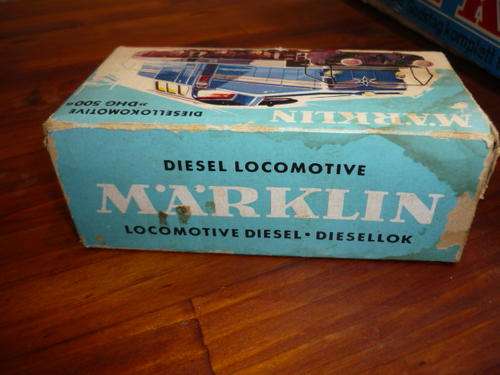 DIESELLOKOMOTIVE
»DHG 500«
MÄRKLIN
DIESEL LOCOMOTIVE
MÄRKLIN
LOCOMOTIVE DIESEL • DIESELLOK